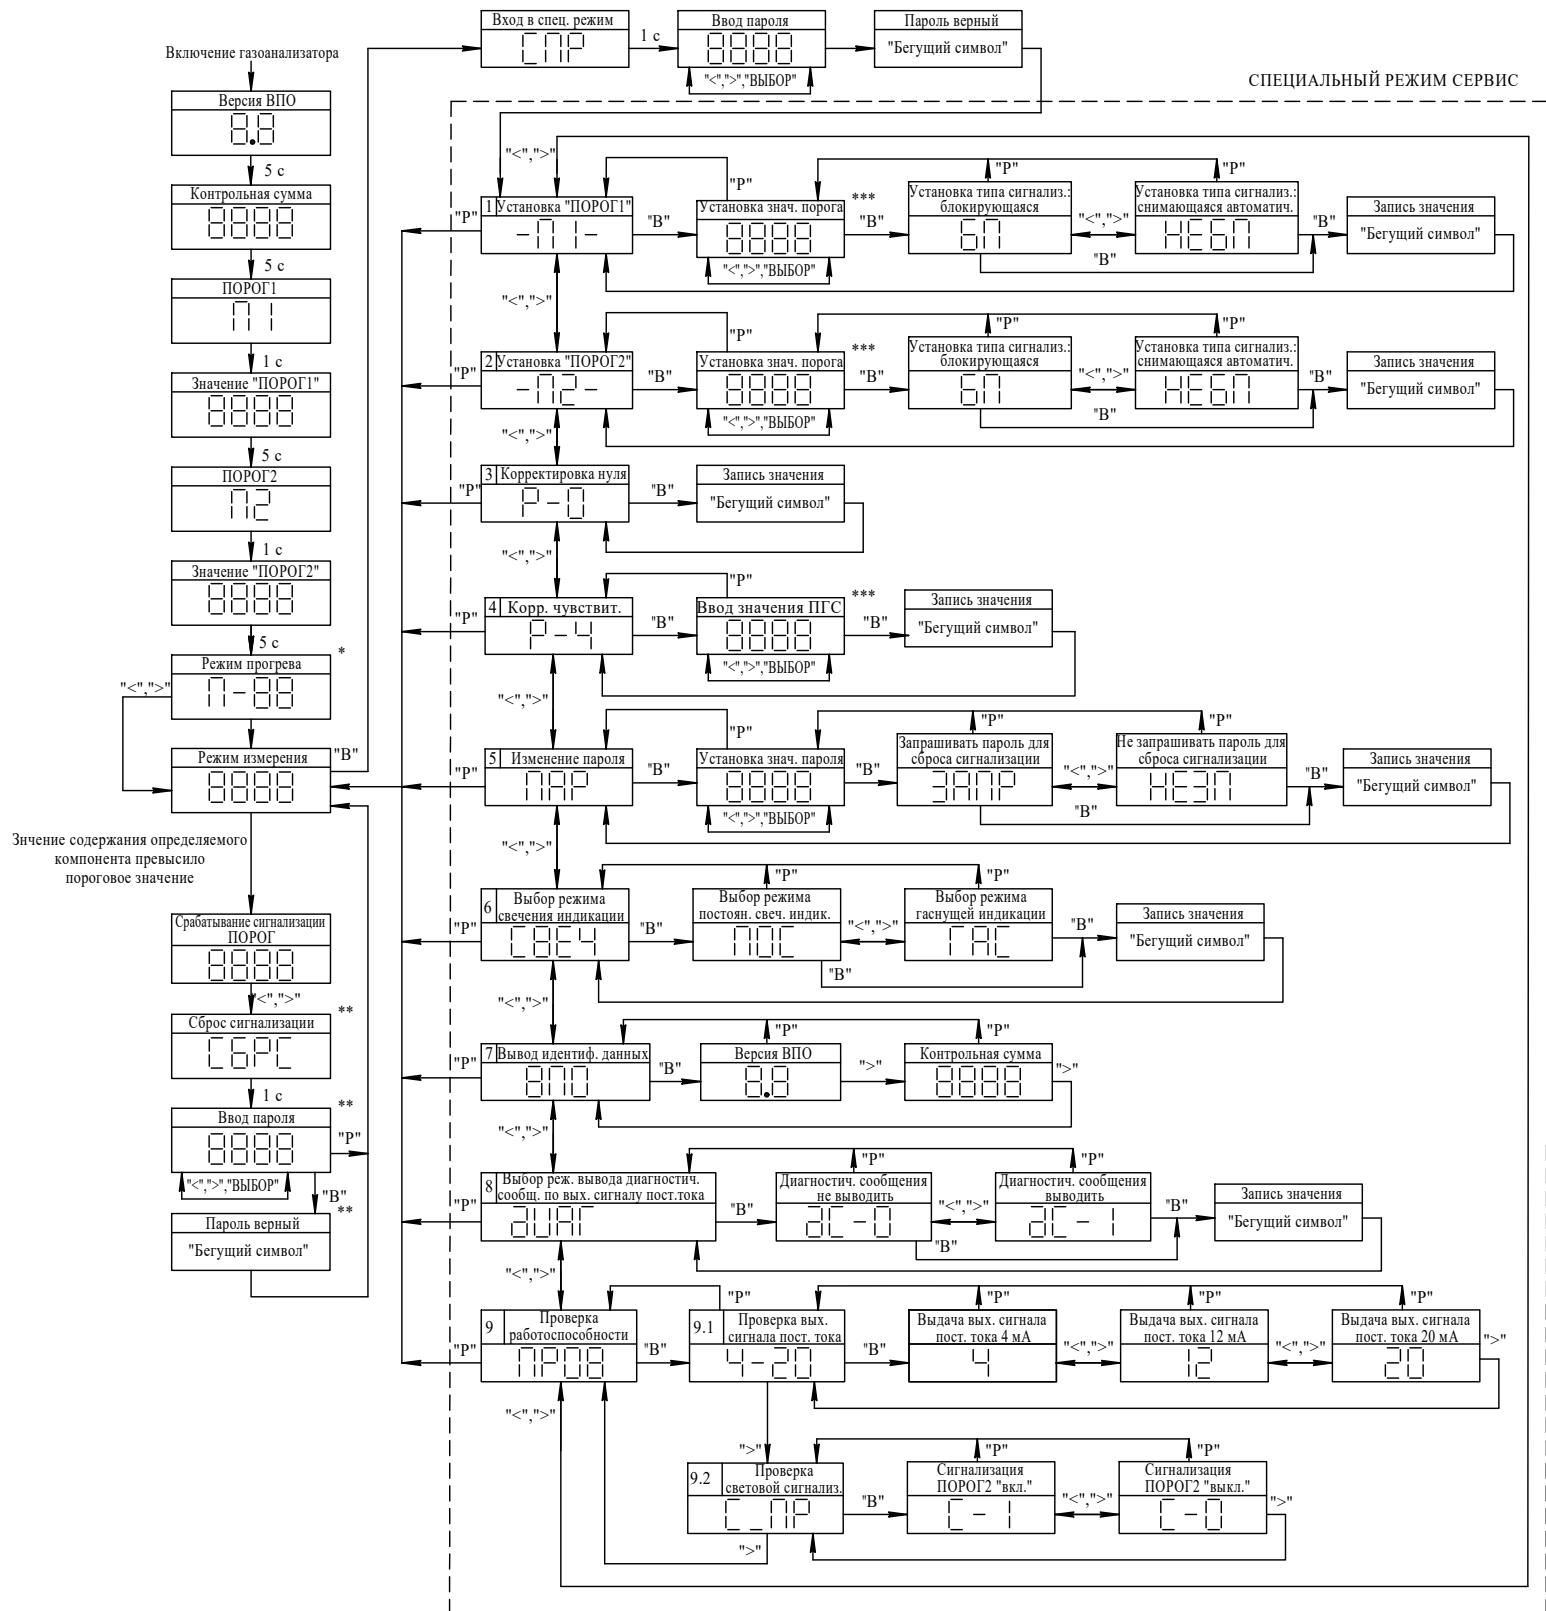 Включение газоанализатора
Версия ВПО
8.8
5 с
Контрольная сумма
8888
5 с
ПОРОГ1
П1
1 с
Значение "ПОРОГ1"
8888
5 с
ПОРОГ2
П2
1 с
Значение "ПОРОГ2"
8888
5 с
Режим прогрева
*
П-88
"<",">"
Режим измерения
"В"
8888
Знчение содержания определяемого
компонента превысило
пороговое значение
Срабатывание сигнализации
ПОРОГ
8888
"<",">"
Сброс сигнализации
**
СБРС
1 с
Ввод пароля
**
8888
"Р"
"<",">","ВЫБОР"
"В"
**
Пароль верный
"Бегущий символ"
Вход в спец. режим
СПР
1 с
Ввод пароля
8888
"<",">","ВЫБОР"
Пароль верный
"Бегущий символ"
СПЕЦИАЛЬНЫЙ РЕЖИМ СЕРВИС
"<",">"
"Р"
1 Установка "ПОРОГ1"
-П1-
"В"
"Р"
Установка знач. порога
8888
"<",">","ВЫБОР"
***
"В"
"Р"
Установка типа сигнализ.:
блокирующаяся
БП
"<",">"
"В"
"Р"
Установка типа сигнализ.:
снимающаяся автоматич.
НЕБП
"В"
Запись значения
"Бегущий символ"
"<",">"
"Р"
2 Установка "ПОРОГ2"
-П2-
"В"
"Р"
Установка знач. порога
8888
"<",">","ВЫБОР"
***
"В"
"Р"
Установка типа сигнализ.:
блокирующаяся
БП
"<",">"
"В"
"Р"
Установка типа сигнализ.:
снимающаяся автоматич.
НЕБП
"В"
Запись значения
"Бегущий символ"
"<",">"
"Р"
3 Корректировка нуля
Р-0
"В"
Запись значения
"Бегущий символ"
"<",">"
"Р"
4 Корр. чувствит.
Р-Ч
"В"
"Р"
Ввод значения ПГС
8888
"<",">","ВЫБОР"
***
"В"
Запись значения
"Бегущий символ"
"<",">"
"Р"
5 Изменение пароля
ПАР
"В"
"Р"
Установка знач. пароля
8888
"<",">","ВЫБОР"
"В"
"Р"
Запрашивать пароль для
сброса сигнализации
ЗАПР
"<",">"
"В"
"Р"
Не запрашивать пароль для
сброса сигнализации
НЕЗП
"В"
Запись значения
"Бегущий символ"
"<",">"
"Р"
6 Выбор режима
свечения индикации
СВЕЧ
"В"
"Р"
Выбор режима
постоян. свеч. индик.
ПОС
"<",">"
"В"
"Р"
Выбор режима
гаснущей индикации
ГАС
"В"
Запись значения
"Бегущий символ"
"<",">"
"Р"
7 Вывод идентиф. данных
ВПО
"В"
"Р"
Версия ВПО
8.8
">"
"Р"
Контрольная сумма
8888
">"
"<",">"
"Р"
8 Выбор реж. вывода диагностич.
сообщ. по вых. сигналу пост.тока
дИАГ
"В"
"Р"
Диагностич. сообщения
не выводить
дС-0
"<",">"
"В"
"Р"
Диагностич. сообщения
выводить
дС-1
"В"
Запись значения
"Бегущий символ"
"<",">"
"Р"
9 Проверка
работоспособности
ПРОВ
"В"
"<",">"
"Р"
9.1 Проверка вых.
сигнала пост. тока
4-20
"В"
"Р"
Выдача вых. сигнала
пост. тока 4 мА
4
"<",">"
"Р"
Выдача вых. сигнала
пост. тока 12 мА
12
"<",">"
"Р"
Выдача вых. сигнала
пост. тока 20 мА
20
">"
">"
9.2 Проверка
световой сигнализ.
С_ПР
"В"
">"
"Р"
Сигнализация
ПОРОГ2 "вкл."
С-1
"<",">"
"Р"
Сигнализация
ПОРОГ2 "выкл."
С-0
">"